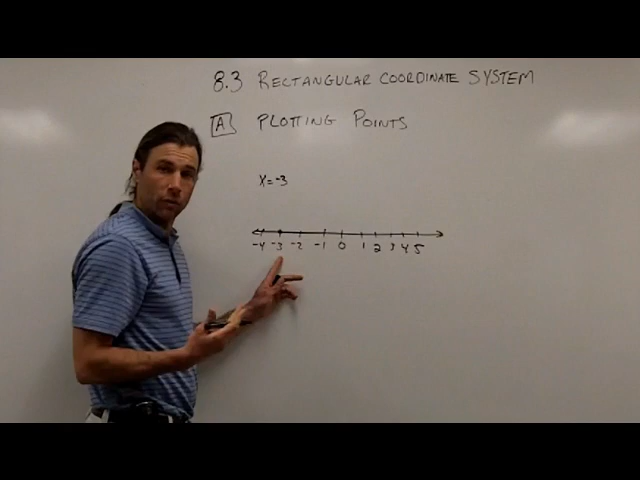 8.3 RECTANGULAR COORDINATE SYSTEM
A PLOTTING POINTS
X=-3
-4 -3 -2 -1 0 1 2 3 4 5